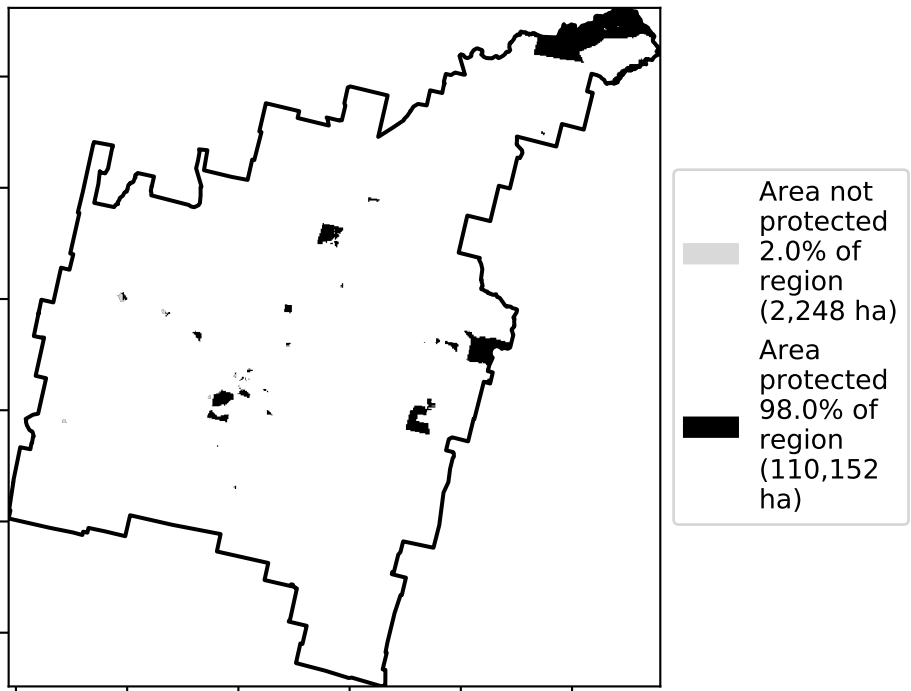 Area not
protected
2.0% of
region
(2,248 ha)
Area
protected
98.0% of
region
(110,152
ha)